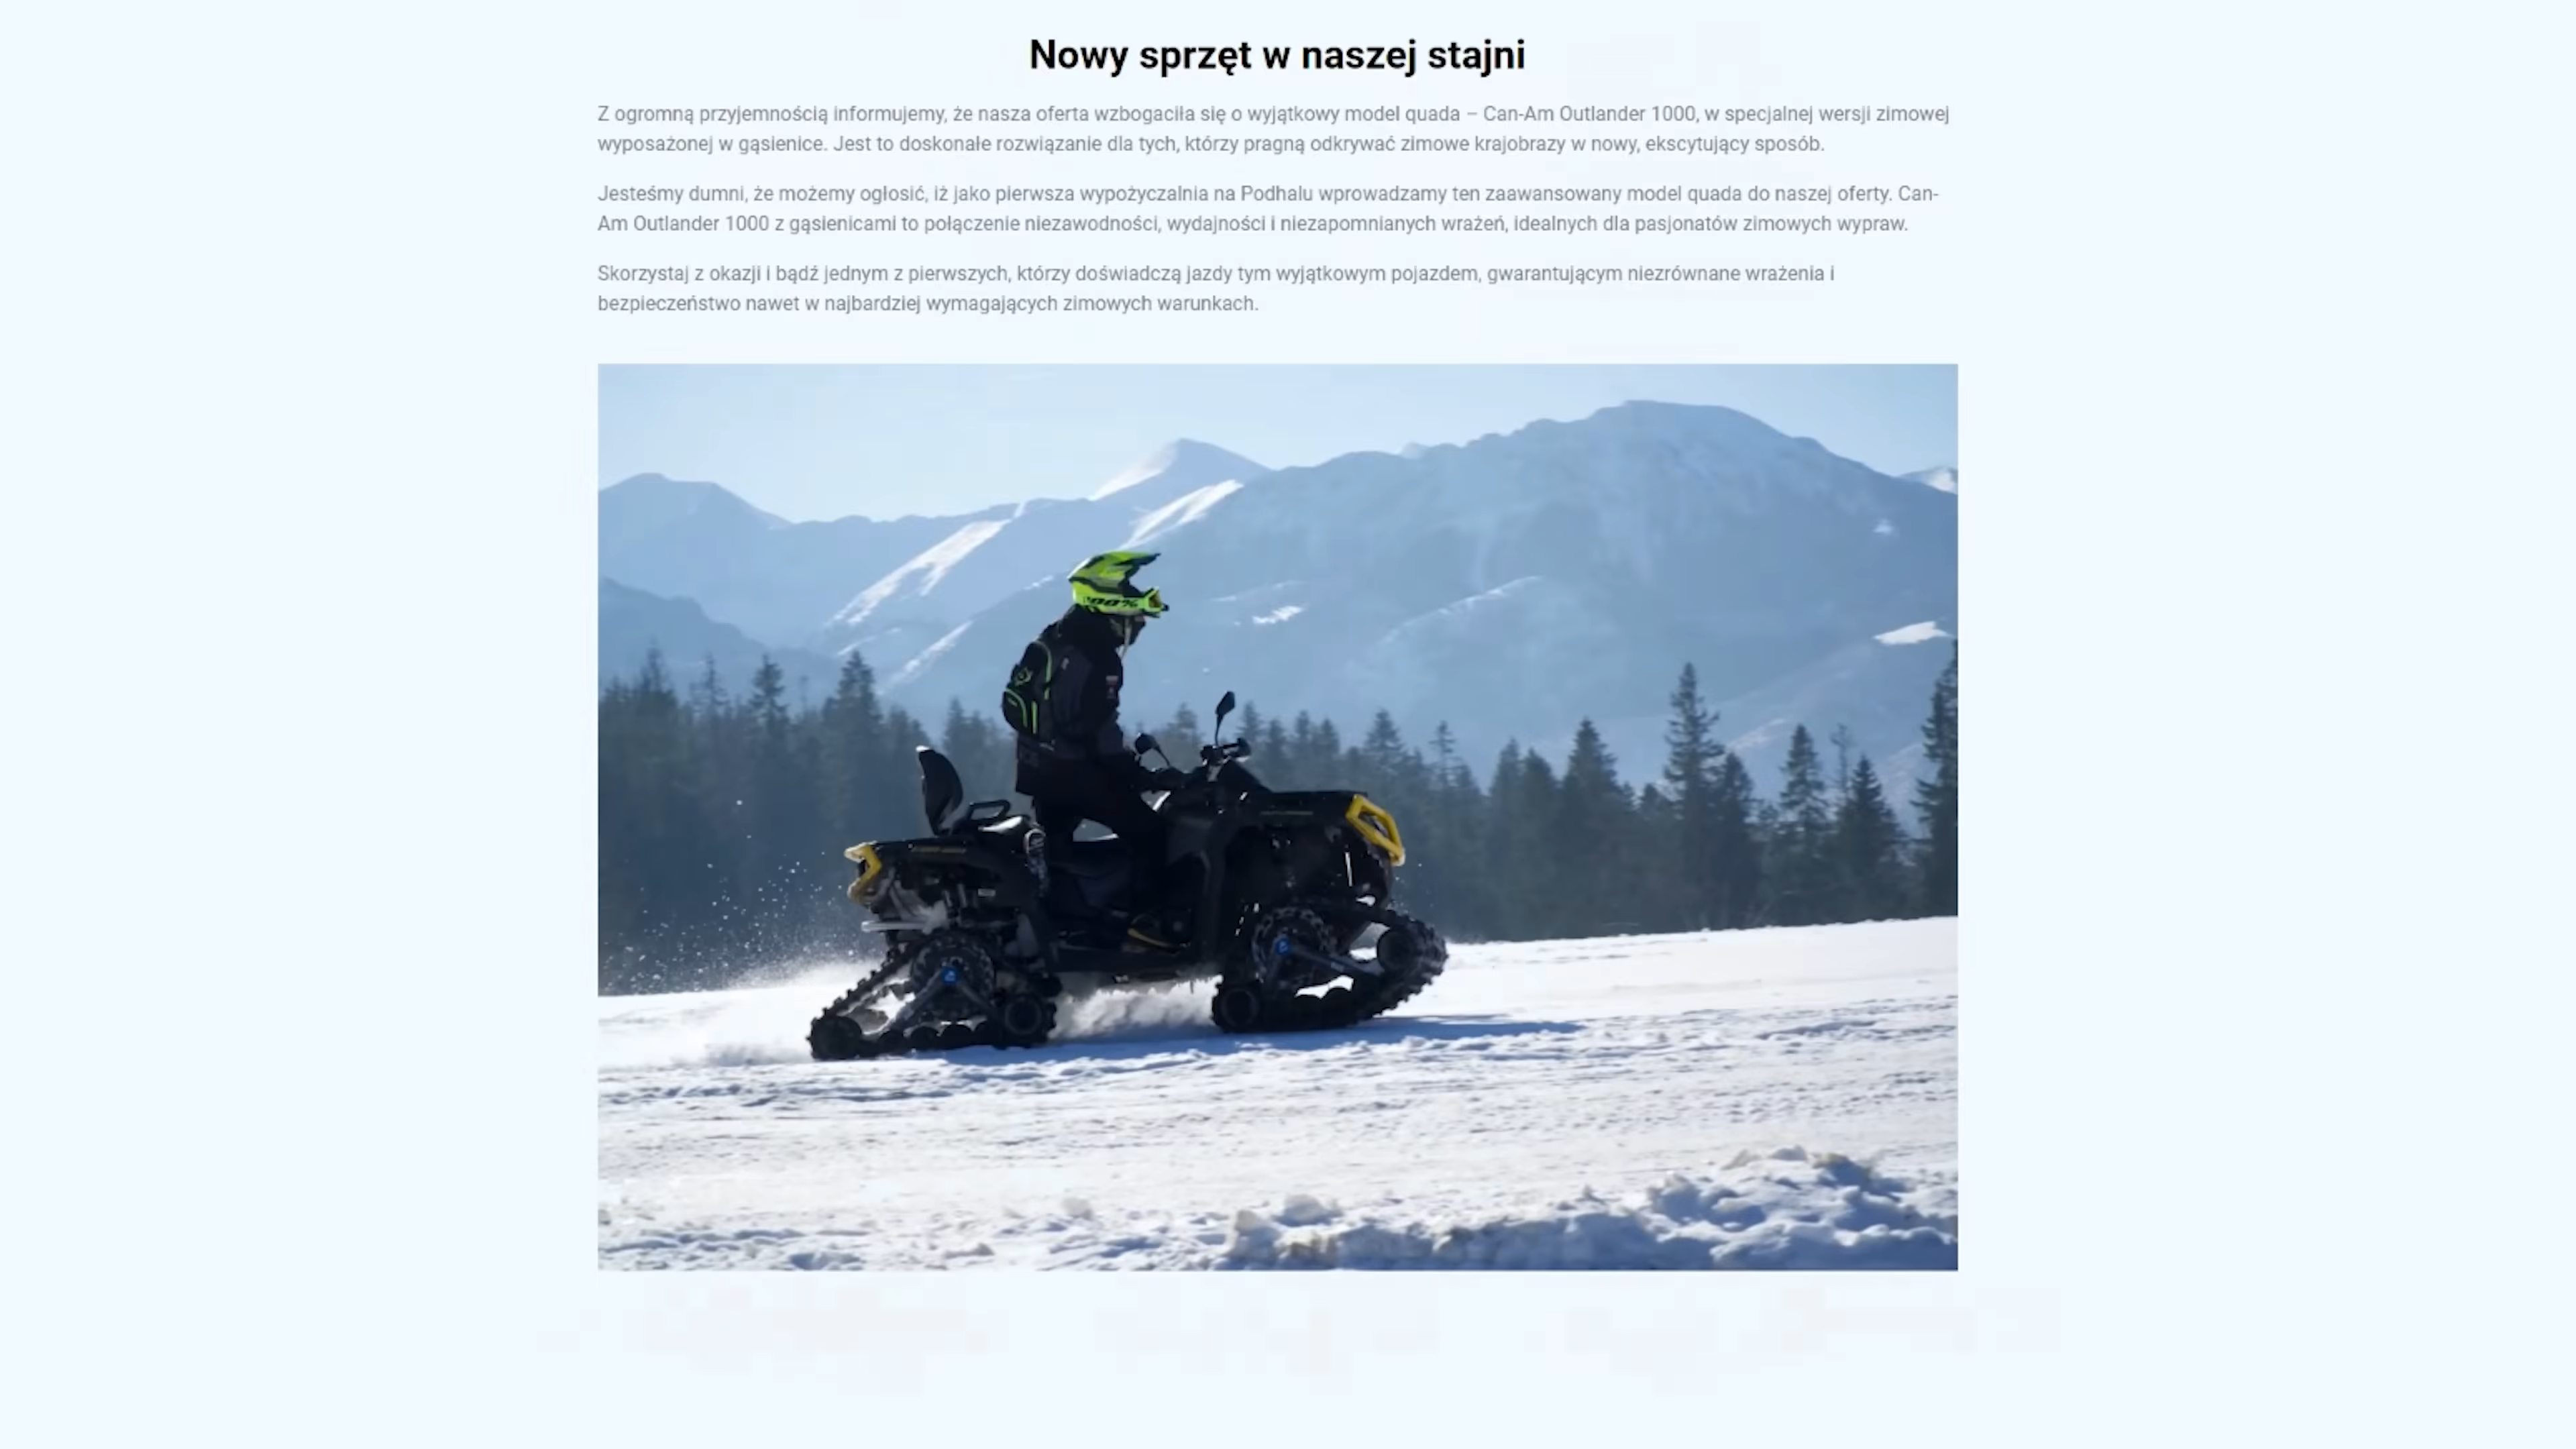 Nowy sprzęt w naszej stajni
Z ogromną przyjemnością informujemy, że nasza oferta wzbogaciła się o wyjątkowy model quada – Can-Am Outlander 1000, w specjalnej wersji zimowej
wyposażonej w gąsienice. Jest to doskonałe rozwiązanie dla tych, którzy pragną odkrywać zimowe krajobrazy w nowy, ekscytujący sposób.
Jesteśmy dumni, że możemy ogłosić, iż jako pierwsza wypożyczalnia na Podhalu wprowadzamy ten zaawansowany model quada do naszej oferty. Can-
Am Outlander 1000 z gąsienicami to połączenie niezawodności, wydajności i niezapomnianych wrażeń, idealnych dla pasjonatów zimowych wypraw.
Skorzystaj z okazji i bądź jednym z pierwszych, którzy doświadczą jazdy tym wyjątkowym pojazdem, gwarantującym niezrównane wrażenia i
bezpieczeństwo nawet w najbardziej wymagających zimowych warunkach.
100%